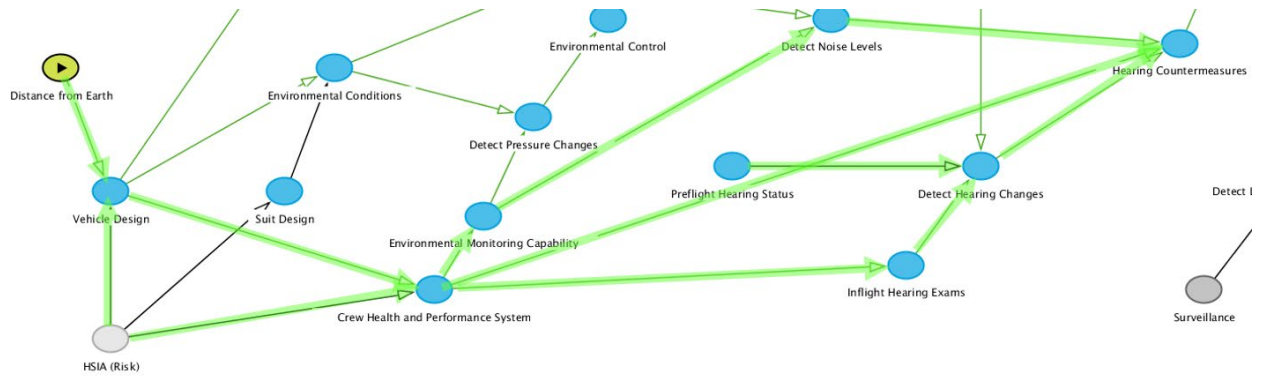 Environmental Control
Detect Noise Levels
Hearing Countermeasures
Distance from Earth
Environmental Conditions
Detect Pressure Changes
Preflight Hearing Status
Detect Hearing Changes
Detect
Vehicle Design
Suit Design
Environmental Monitoring Capability
Inflight Hearing Exams
Crew Health and Performance System
Surveillance
HSIA (Risk)